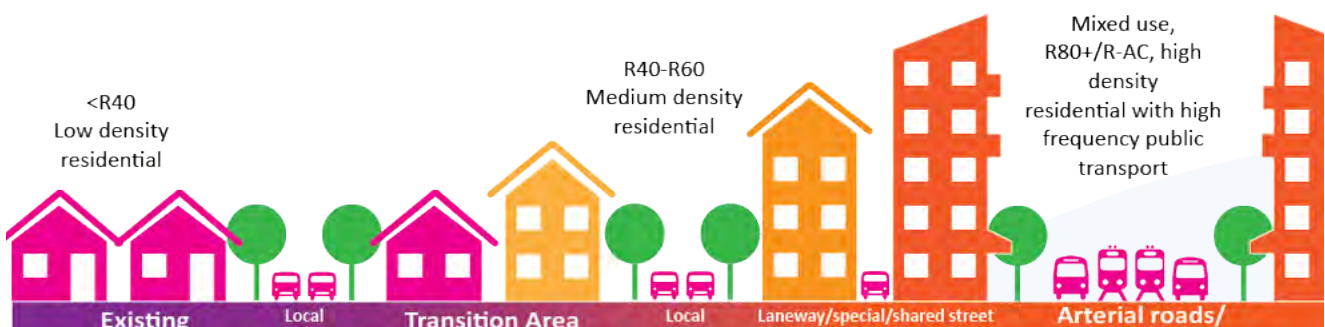 <R40
Low density
residential
R40-R60
Medium density
residential
Mixed use,
R80+/R-AC, high
density
residential with high
frequency public
transport
Existing
Local
Transition Area
Local
Laneway/special/shared street
Arterial roads/